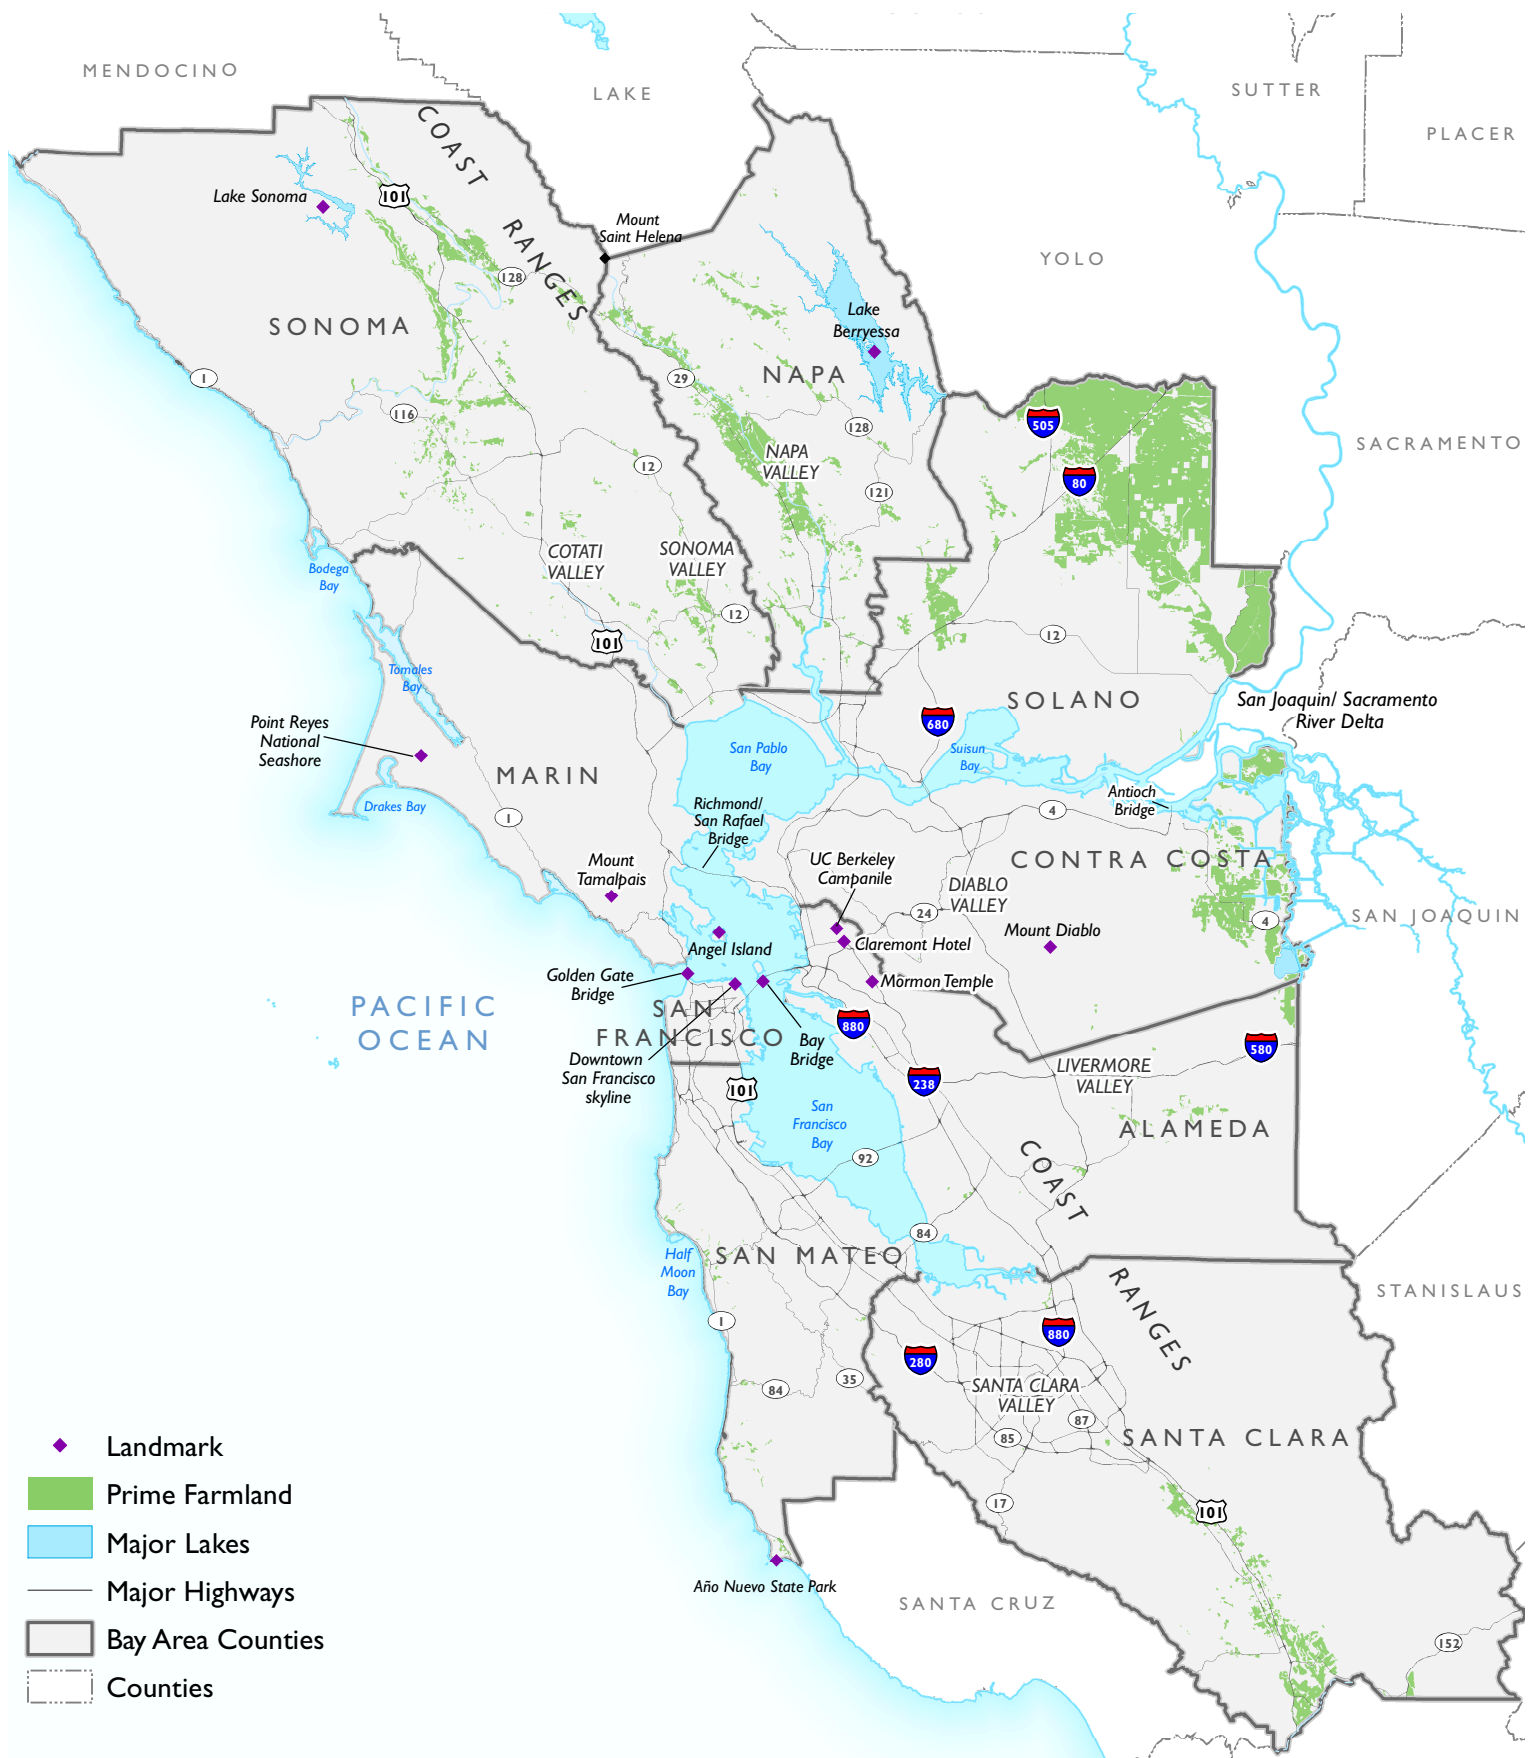 MENDOCINO
LAKE
SUTTER
PLACER
COAST
RANGES
101
Lake Sonoma
Mount
Saint Helena
YOLO
128
Lake
Berryessa
SONOMA
1
29
NAPA
116
128
505
80
SACRAMENTO
NAPA
VALLEY
12
121
COTATI
VALLEY
SONOMA
VALLEY
Bodega
Bay
12
101
12
Tomales
Bay
SOLANO
San Joaquin/ Sacramento
River Delta
680
Point Reyes
National
Seashore
San Pablo
Bay
Suisun
Bay
MARIN
Drakes Bay
1
Richmond/
San Rafael
Bridge
Antioch
Bridge
4
Mount
Tamalpais
UC Berkeley
Campanile
CONTRA COSTA
DIABLO
VALLEY
24
4
SAN JOAQUIN
Mount Diablo
Angel Island
Claremont Hotel
Golden Gate
Bridge
Mormon Temple
PACIFIC
OCEAN
SAN
FRANCISCO
880
Bay
Bridge
580
Downtown
San Francisco
skyline
LIVERMORE
VALLEY
238
101
San
Francisco
Bay
ALAMEDA
92
COAST
84
Half
Moon
Bay
SAN MATEO
RANGES
STANISLAUS
1
880
280
84
35
SANTA CLARA
VALLEY
87
85
SANTA CLARA
17
101
Año Nuevo State Park
SANTA CRUZ
152
Landmark
Prime Farmland
Major Lakes
Major Highways
Bay Area Counties
Counties